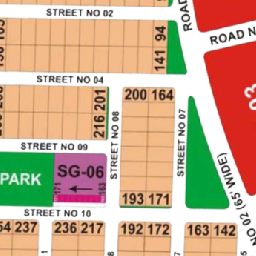 STREET NO 02
ROAD
94
141
ROAD N
STREET NO 04
201
216
200 164
STREET NO 08
STREET NO 07
03
STREET NO 09
PARK
SG-06
193 171
STREET NO 10
237
236 217
192 172
163 142
NO 02 (65' WIDE)